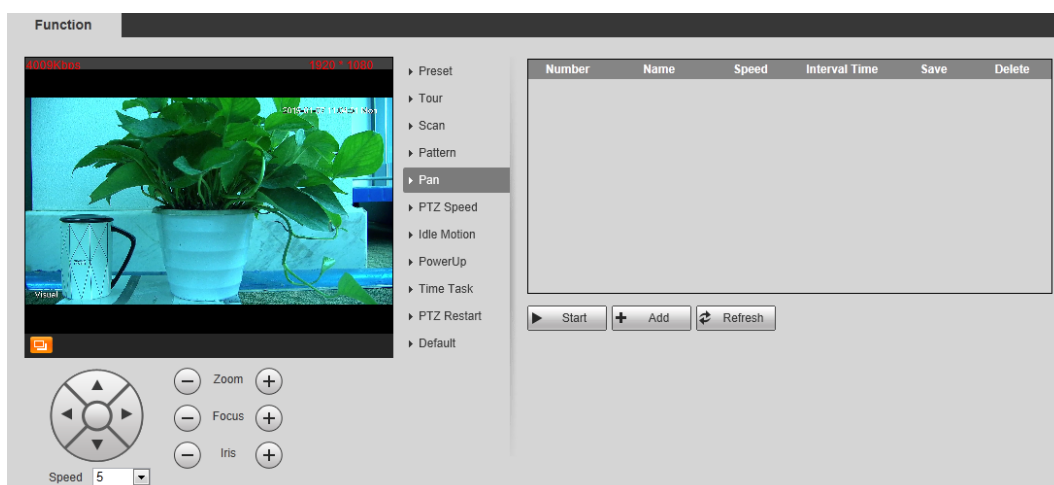 Function
4009Kbps 1920 * 1080
Visual
Preset
Tour
Scan
Pattern
Pan
PTZ Speed
Idle Motion
PowerUp
Time Task
PTZ Restart
Default
Number Name Speed Interval Time Save Delete
Start Add Refresh
Zoom
Focus
Iris
Speed 5